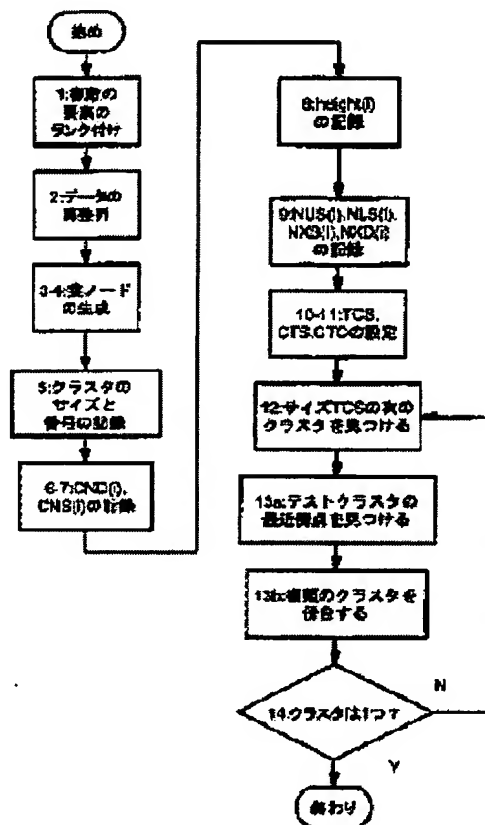 始め
1:複数の
要素の
ランク付け
2:データの
再整列
3-4:葉ノード
の生成
5:クラスタの
サイズと
番号の記録
6-7:CND(i),
CNS(i)の記録
8:height(i)
の記録
9:NUS(i),NLS(i),
NXS(i),NXD(i)
の記録
10-11:TCS,
CTS,CTCの設定
12:サイズTCSの次の
クラスタを見つける
13a:テストクラスタの
最近隣点を見つける
13b:複数のクラスタを
併合する
14:クラスタは1つ?
N
Y
終わり